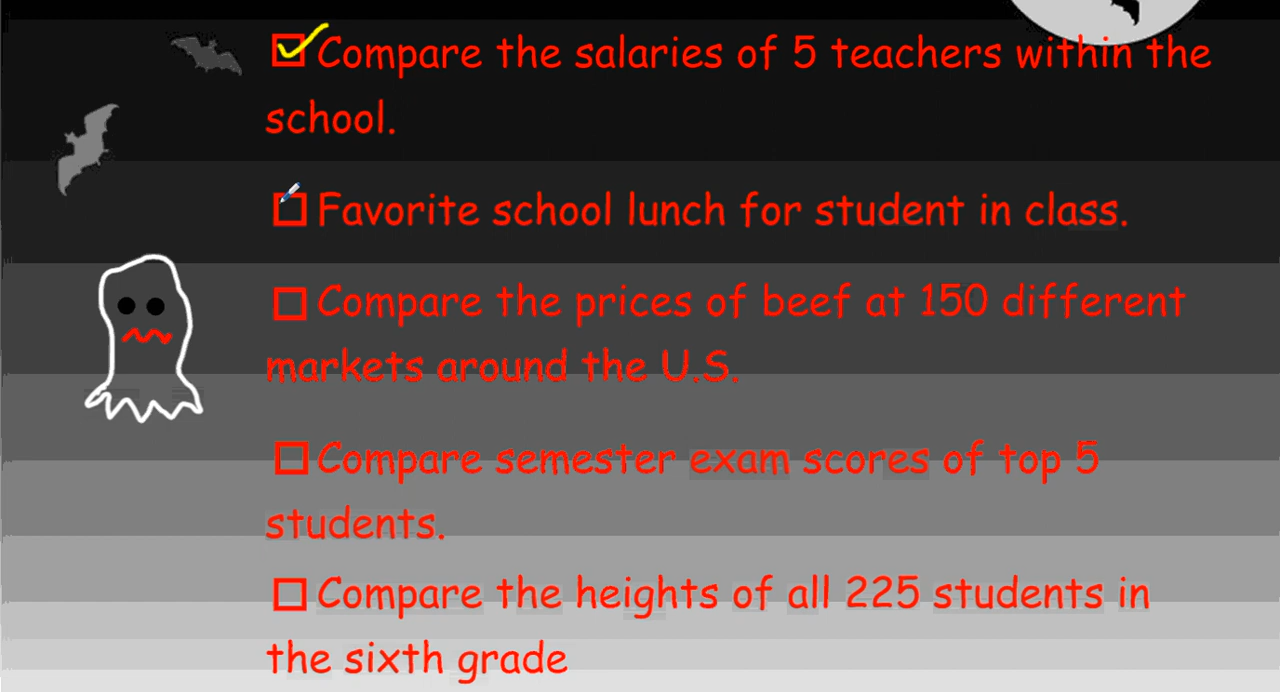 Compare the salaries of 5 teachers within the
school.
Favorite school lunch for student in class.
Compare the prices of beef at 150 different
markets around the U.S.
Compare semester exam scores of top 5
students.
Compare the heights of all 225 students in
the sixth grade